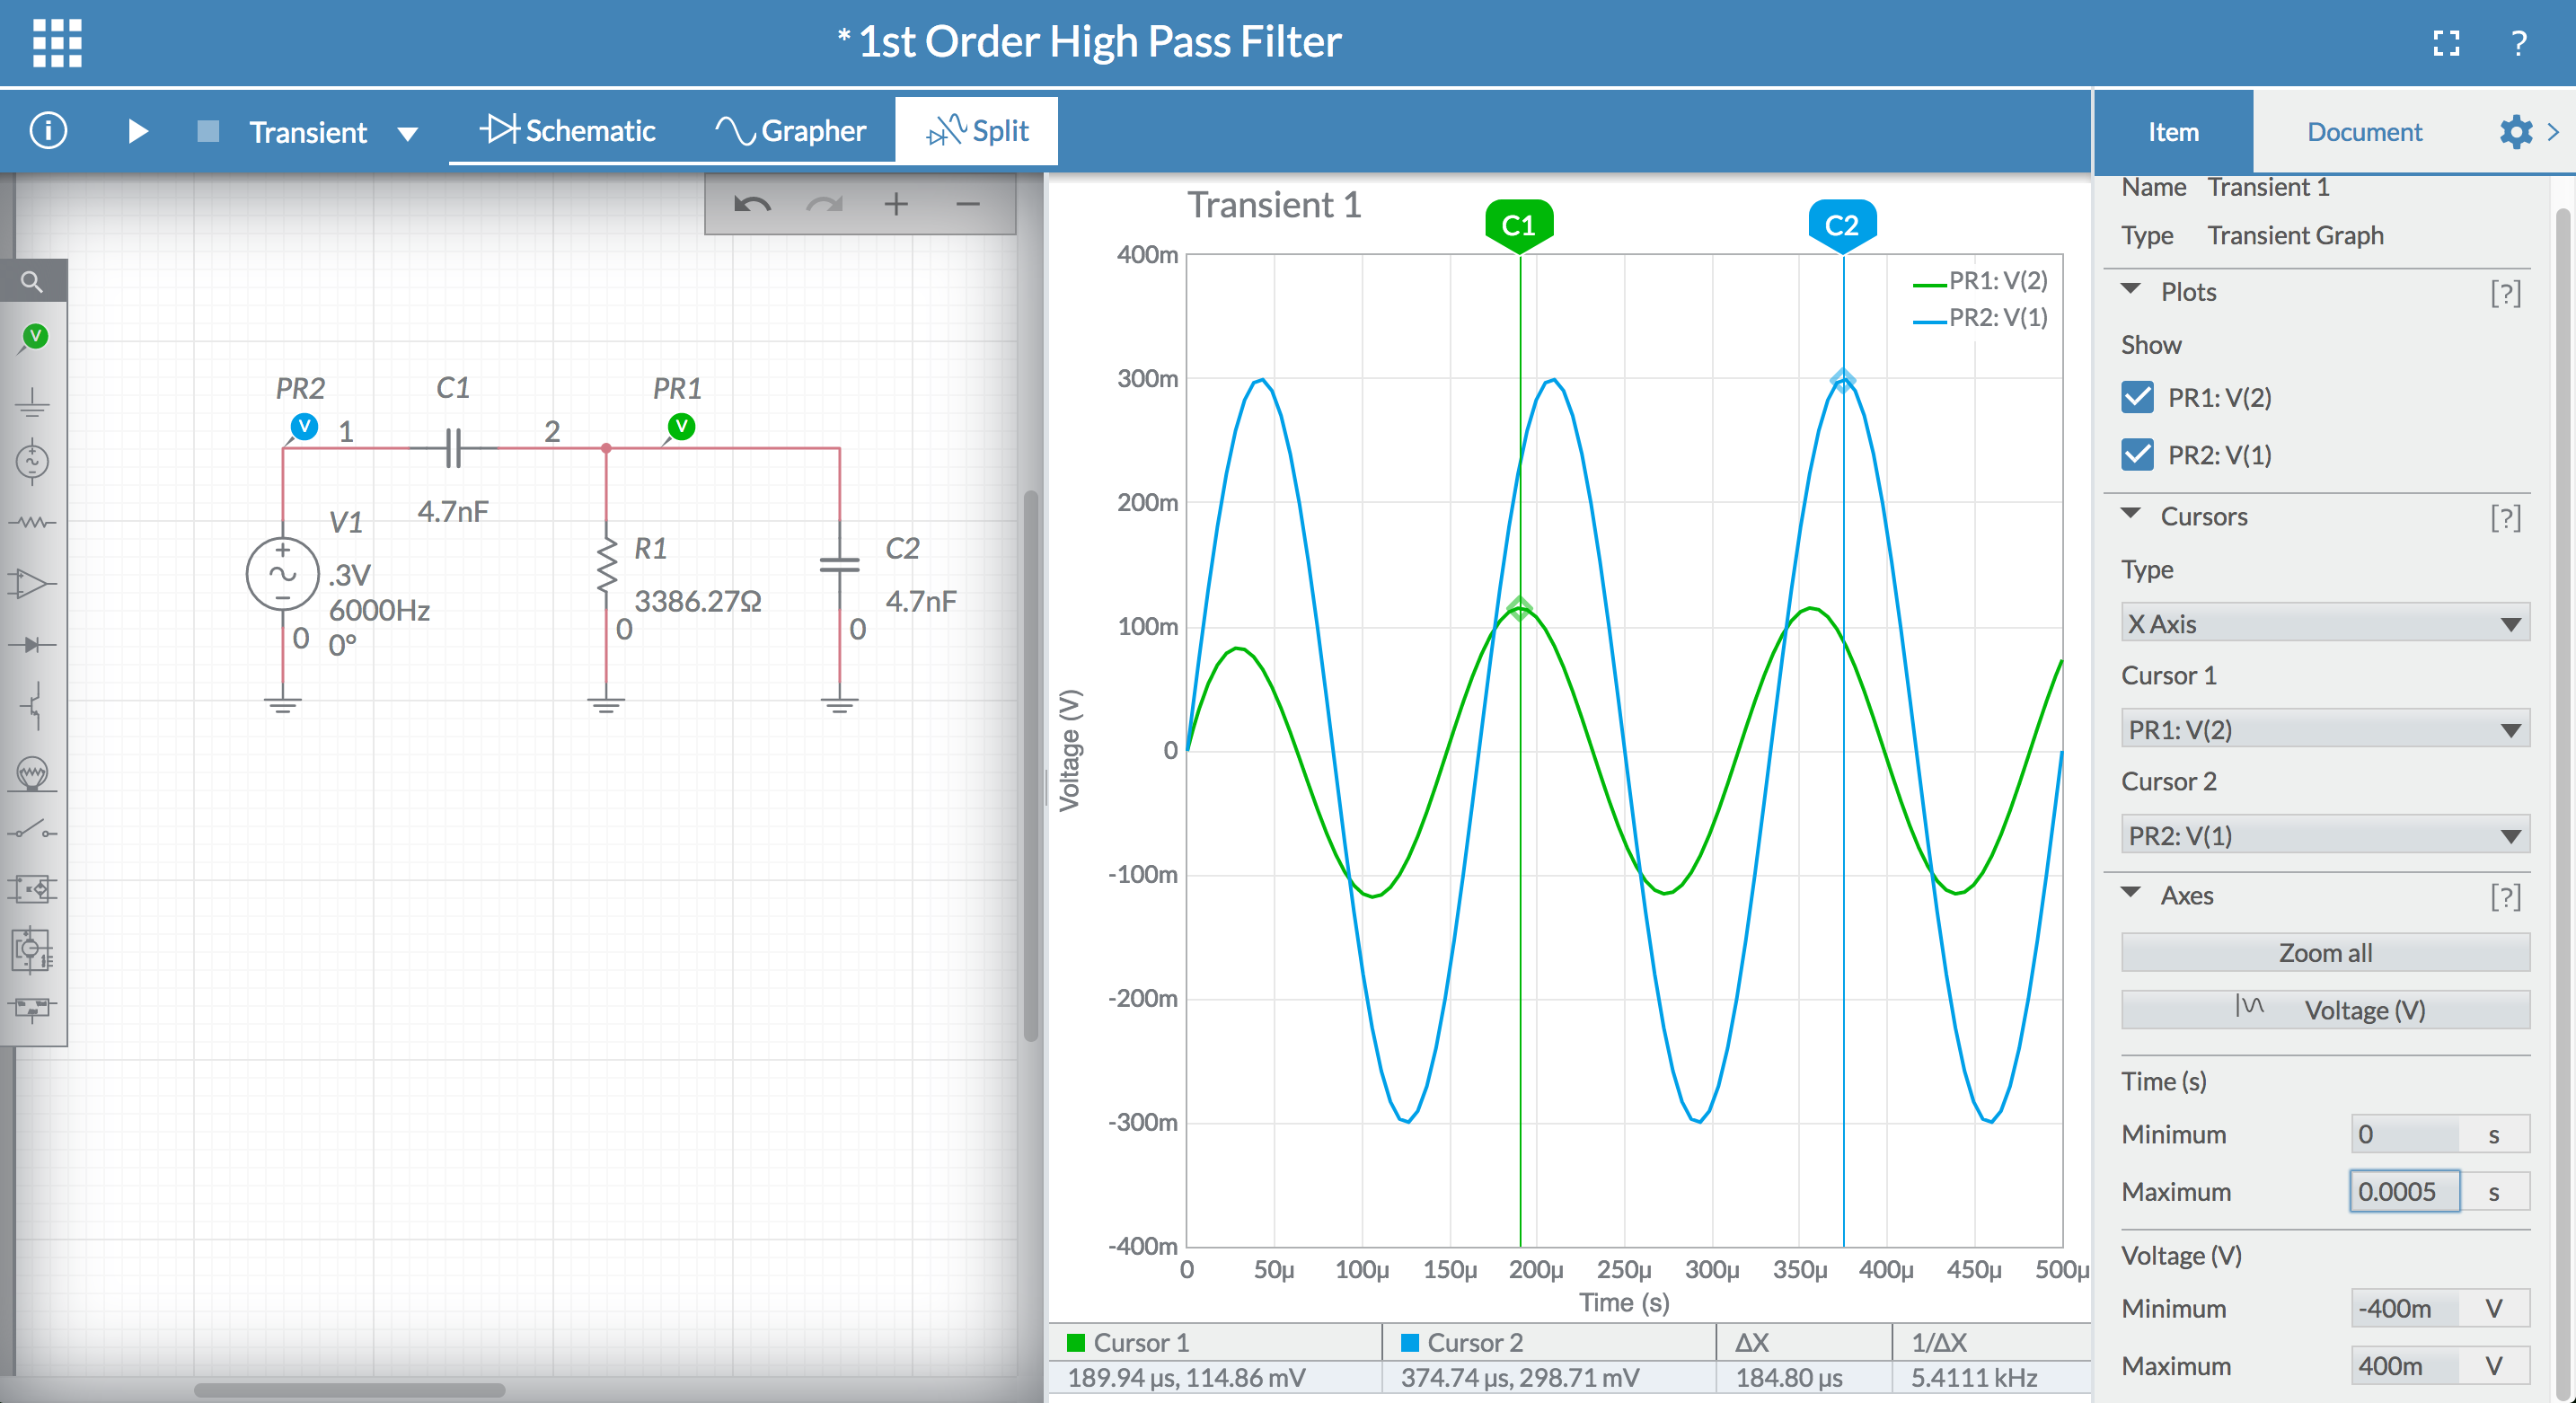 * 1st Order High Pass Filter
?
i
Transient
Schematic
Grapher
Split
Item
Document
V
PR2
C1
PR1
V
1
2
V
V1
4.7nF
.3V
6000Hz
0°
0
R1
3386.27Ω
0
C2
4.7nF
0
Transient 1
C1
C2
PR1: V(2)
PR2: V(1)
400m
300m
200m
100m
0
-100m
-200m
-300m
-400m
Voltage (V)
0
50µ
100µ
150µ
200µ
250µ
300µ
350µ
400µ
450µ
500µ
Time (s)
Cursor 1
Cursor 2
ΔX
1/ΔX
189.94 µs, 114.86 mV
374.74 µs, 298.71 mV
184.80 µs
5.4111 kHz
Name Transient 1
Type Transient Graph
Plots [?]
Show
PR1: V(2)
PR2: V(1)
Cursors [?]
Type
X Axis
Cursor 1
PR1: V(2)
Cursor 2
PR2: V(1)
Axes [?]
Zoom all
Voltage (V)
Time (s)
Minimum 0 s
Maximum 0.0005 s
Voltage (V)
Minimum -400m V
Maximum 400m V